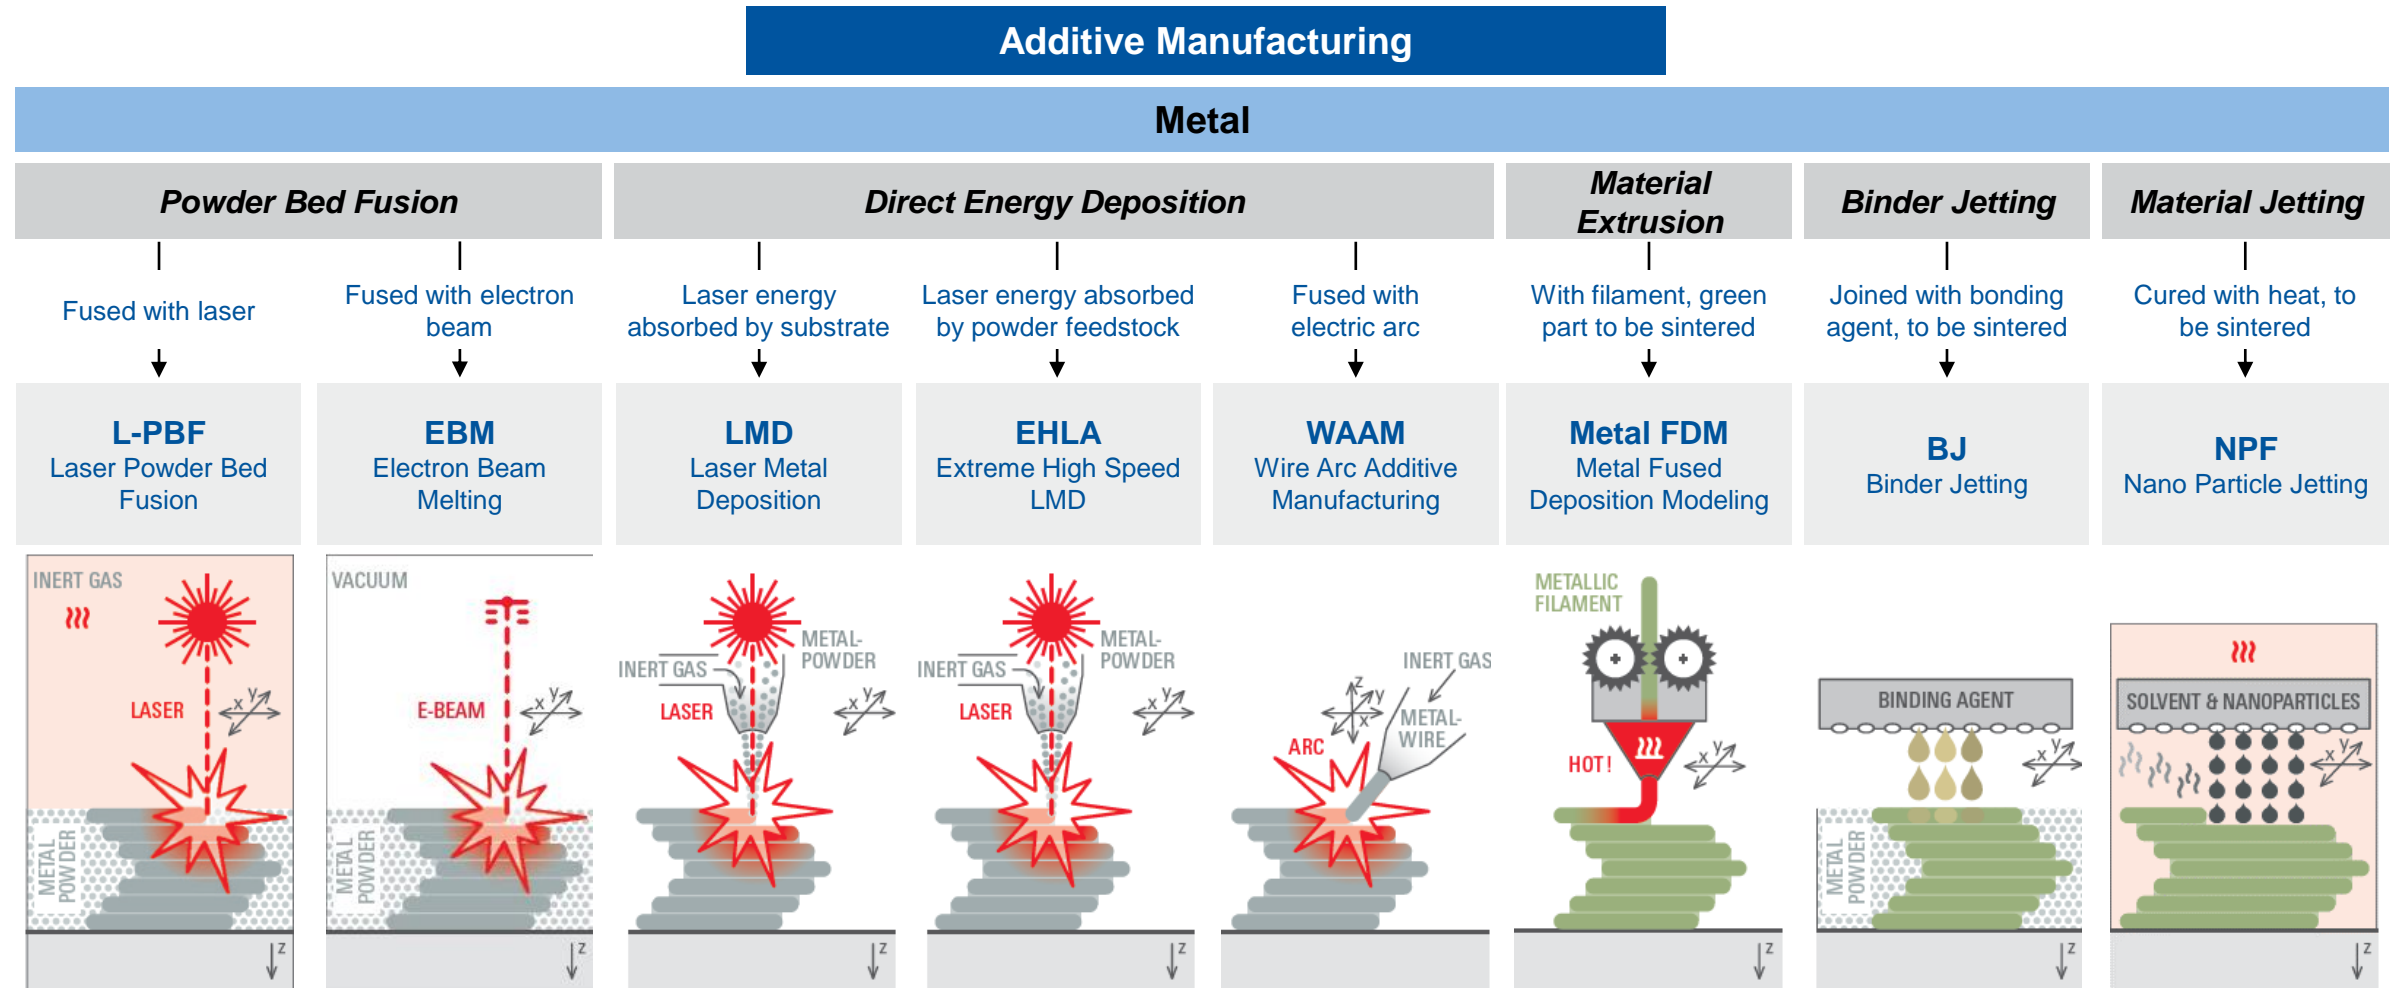 Additive Manufacturing
Metal
Powder Bed Fusion
Direct Energy Deposition
Material
Extrusion
Binder Jetting
Material Jetting
Fused with laser
Fused with electron
beam
Laser energy
absorbed by substrate
Laser energy absorbed
by powder feedstock
Fused with
electric arc
With filament, green
part to be sintered
Joined with bonding
agent, to be sintered
Cured with heat, to
be sintered
L-PBF
Laser Powder Bed
Fusion
EBM
Electron Beam
Melting
LMD
Laser Metal
Deposition
EHLA
Extreme High Speed
LMD
WAAM
Wire Arc Additive
Manufacturing
Metal FDM
Metal Fused
Deposition Modeling
BJ
Binder Jetting
NPF
Nano Particle Jetting
INERT GAS
LASER
x y
METAL
POWDER
z
VACUUM
E-BEAM
x y
METAL
POWDER
z
METAL-
POWDER
INERT GAS
LASER
x y
z
METAL-
POWDER
INERT GAS
LASER
x y
z
INERT GAS
z
y
x
METAL-
WIRE
ARC
METALLIC
FILAMENT
HOT!
x y
z
BINDING AGENT
x y
METAL
POWDER
z
SOLVENT & NANOPARTICLES
x y
z